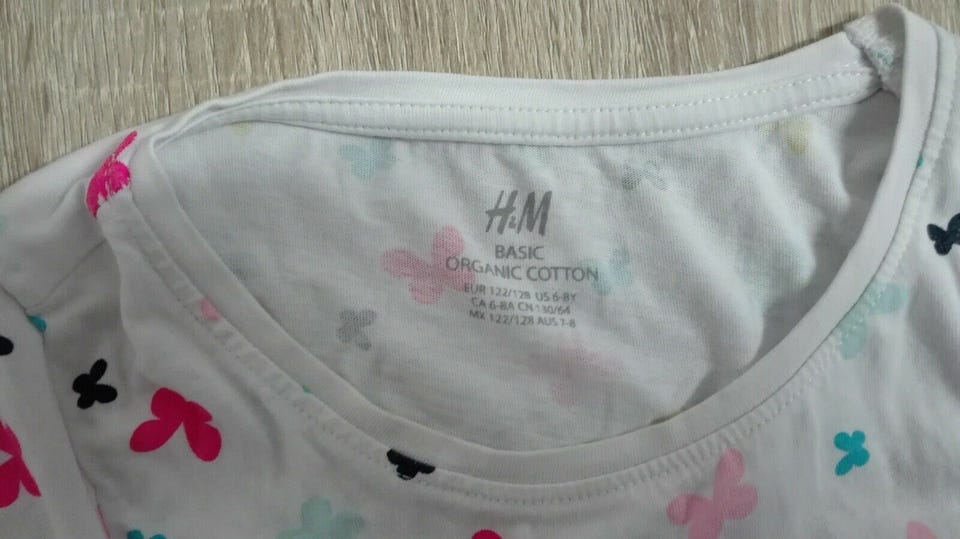 H&M
BASIC
ORGANIC COTTON
EUR 122/128 US 6-8Y
CA 6-8A CN 130/64
MX 122/128 AUS 7-8